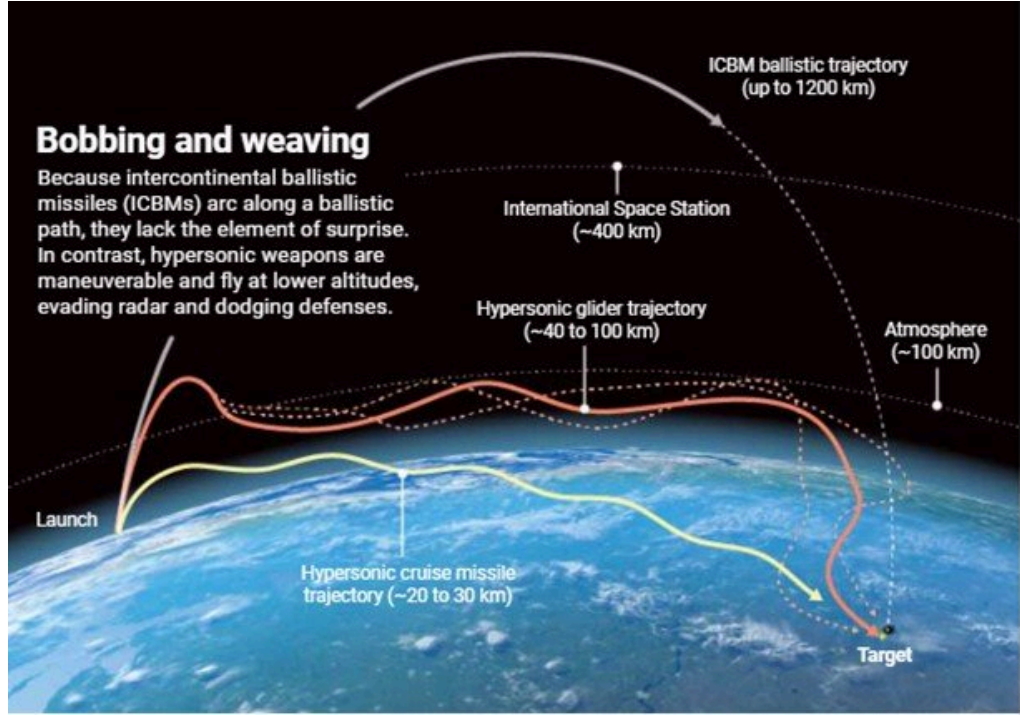 ICBM ballistic trajectory
(up to 1200 km)
Bobbing and weaving
Because intercontinental ballistic
missiles (ICBMs) arc along a ballistic
path, they lack the element of surprise.
In contrast, hypersonic weapons are
maneuverable and fly at lower altitudes,
evading radar and dodging defenses.
International Space Station
(~400 km)
Hypersonic glider trajectory
(~40 to 100 km)
Atmosphere
(~100 km)
Launch
Hypersonic cruise missile
trajectory (~20 to 30 km)
Target